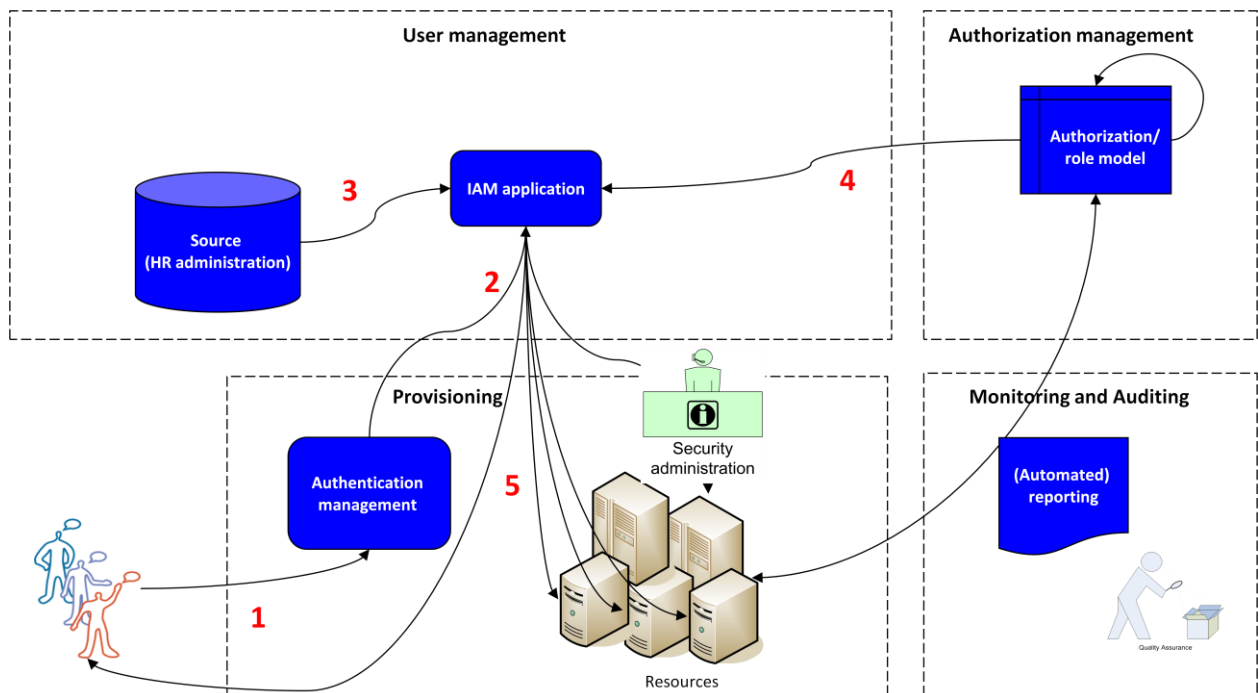 User management
Authorization management
Authorization/
role model
IAM application
4
3
Source
(HR administration)
2
Provisioning
Monitoring and Auditing
Security
administration
Authentication
management
5
(Automated)
reporting
1
Quality Assurance
Resources